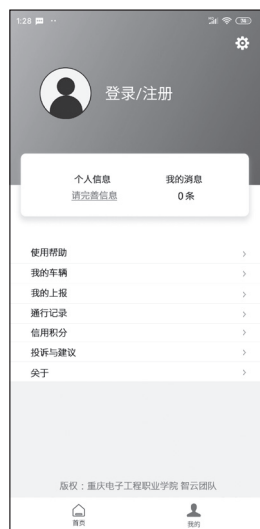 1:28
登录/注册
个人信息
我的消息
请完善信息
0 条
使用帮助
我的车辆
我的上报
通行记录
信用积分
投诉与建议
关于
版权：重庆电子工程职业学院 智云团队
首页
我的